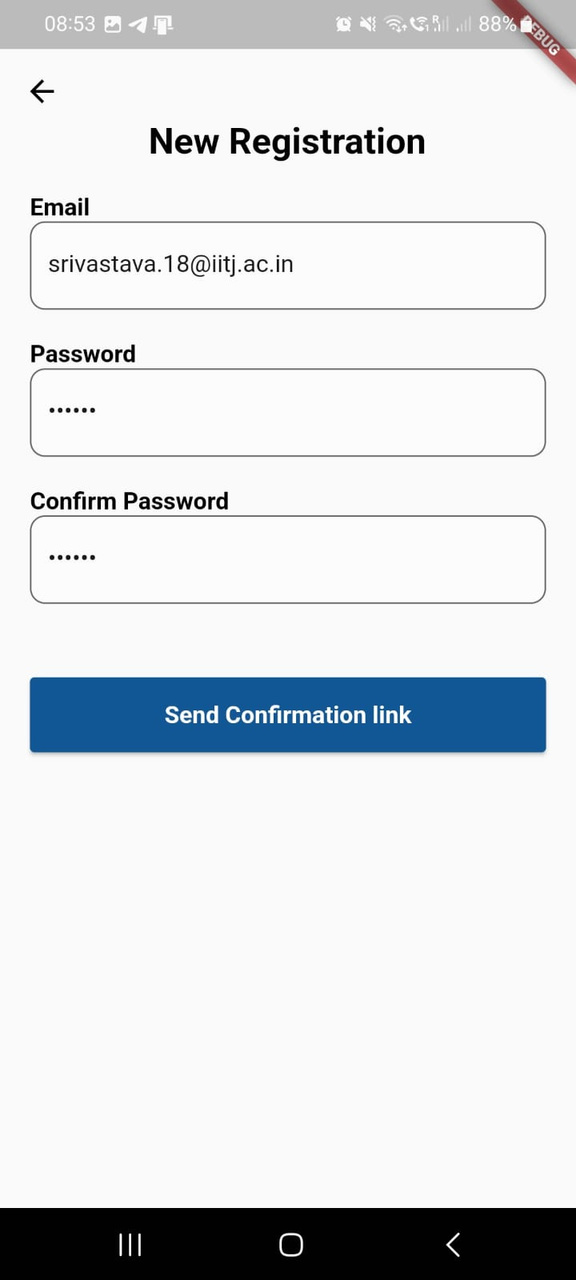 08:53 88%
DEBUG
New Registration
Email
srivastava.18@iitj.ac.in
Password
••••••
Confirm Password
••••••
Send Confirmation link